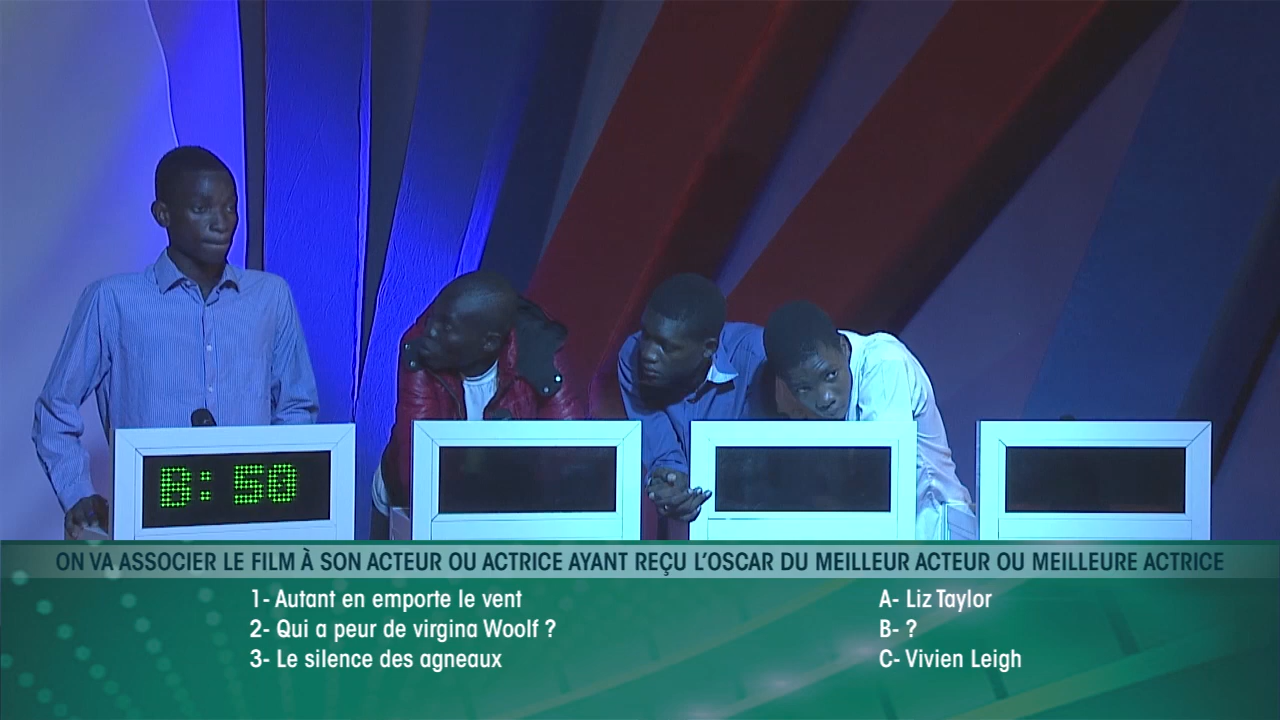 B: 50
ON VA ASSOCIER LE FILM À SON ACTEUR OU ACTRICE AYANT REÇU L'OSCAR DU MEILLEUR ACTEUR OU MEILLEURE ACTRICE
1- Autant en emporte le vent
A- Liz Taylor
2- Qui a peur de virgina Woolf ?
B- ?
3- Le silence des agneaux
C- Vivien Leigh